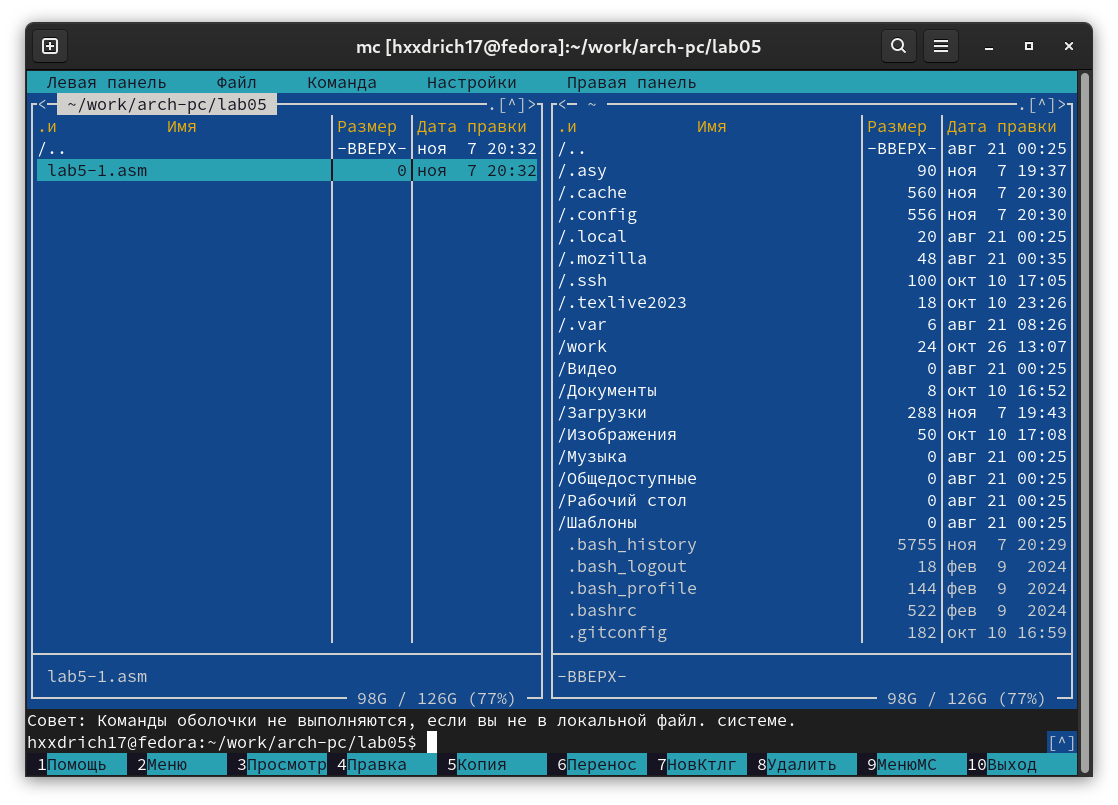 mc [hxxdrich17@fedora]:~/work/arch-pc/lab05
Левая панель Файл Команда Настройки Правая панель
<- ~/work/arch-pc/lab05 .[^]>
.и Имя Размер Дата правки
/.. -ВВЕРХ- ноя 7 20:32
lab5-1.asm 0 ноя 7 20:32
lab5-1.asm
98G / 126G (77%)
<- ~ .[^]>
.и Имя Размер Дата правки
/.. -ВВЕРХ- авг 21 00:25
/.asy 90 ноя 7 19:37
/.cache 560 ноя 7 20:30
/.config 556 ноя 7 20:30
/.local 20 авг 21 00:25
/.mozilla 48 авг 21 00:35
/.ssh 100 окт 10 17:05
/.texlive2023 18 окт 10 23:26
/.var 6 авг 21 08:26
/work 24 окт 26 13:07
/Видео 0 авг 21 00:25
/Документы 8 окт 10 16:52
/Загрузки 288 ноя 7 19:43
/Изображения 50 окт 10 17:08
/Музыка 0 авг 21 00:25
/Общедоступные 0 авг 21 00:25
/Рабочий стол 0 авг 21 00:25
/Шаблоны 0 авг 21 00:25
.bash_history 5755 ноя 7 20:29
.bash_logout 18 фев 9 2024
.bash_profile 144 фев 9 2024
.bashrc 522 фев 9 2024
.gitconfig 182 окт 10 16:59
-ВВЕРХ-
98G / 126G (77%)
Совет: Команды оболочки не выполняются, если вы не в локальной файл. системе.
hxxdrich17@fedora:~/work/arch-pc/lab05$ [^]
1Помощь 2Меню 3Просмотр 4Правка 5Копия 6Перенос 7НовКтлг 8Удалить 9МенюМС 10Выход